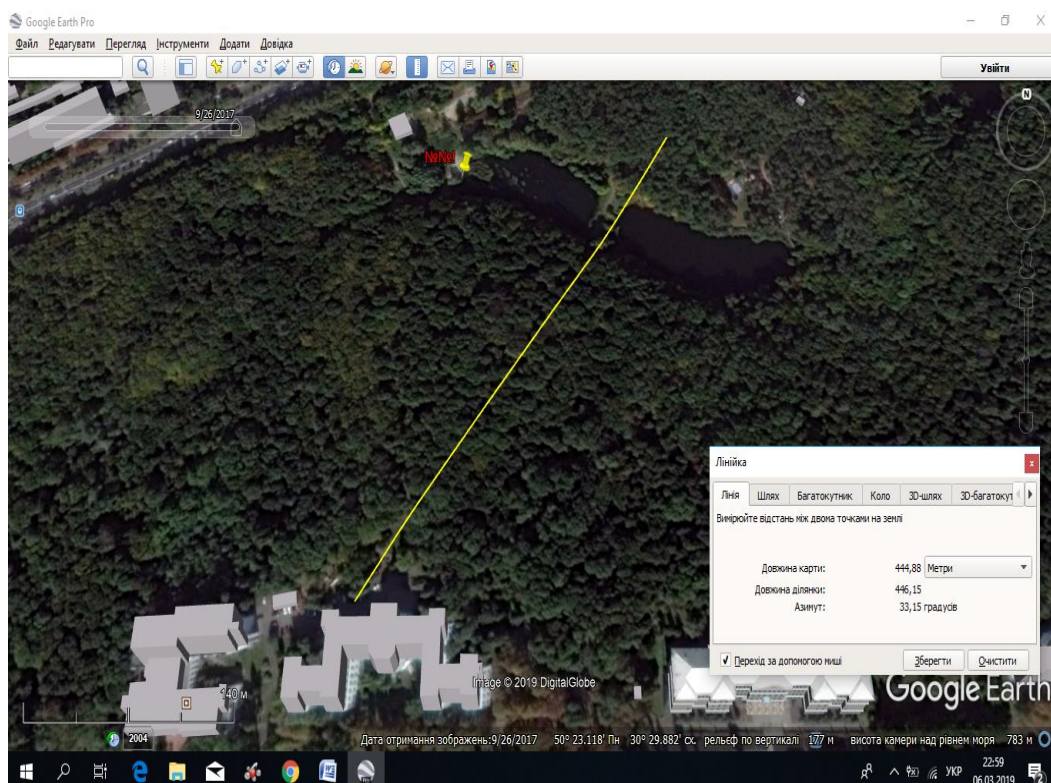 Google Earth Pro
Файл Редагувати Перегляд Інструменти Додати Довідка
Увійти
9/26/2017
N
№№1
Лінійка
Лінія Шлях Багатокутник Коло 3D-шлях 3D-багатокут
Вимірюйте відстань між двома точками на землі
Довжина карти: 444,88 Метри
Довжина ділянки: 446,15
Азимут: 33,15 градусів
Перехід за допомогою миші Зберегти Очистити
Image © 2019 DigitalGlobe
Google Earth
140 м
2004
Дата отримання зображень:9/26/2017 50° 23.118' Пн 30° 29.882' сх. рельєф по вертикалі 177 м висота камери над рівнем моря 783 м
УКР
22:59
06.03.2019